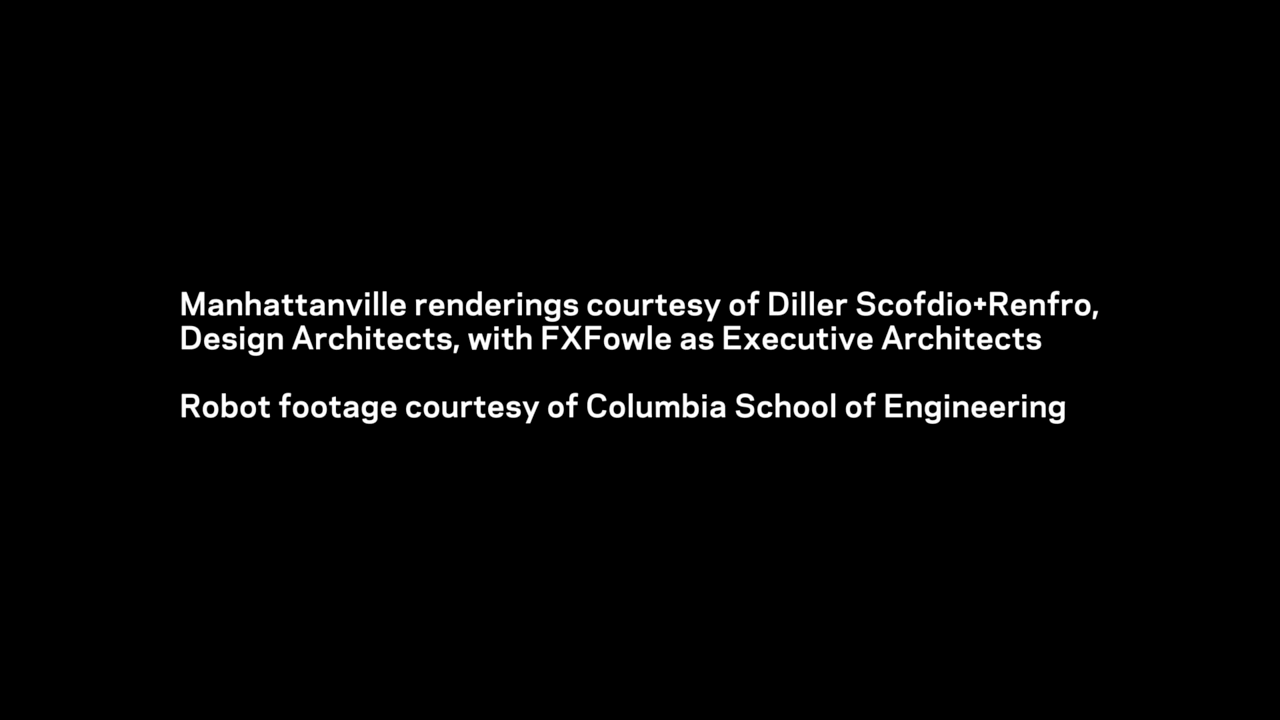 Manhattanville renderings courtesy of Diller Scofdio+Renfro,
Design Architects, with FXFowle as Executive Architects
Robot footage courtesy of Columbia School of Engineering